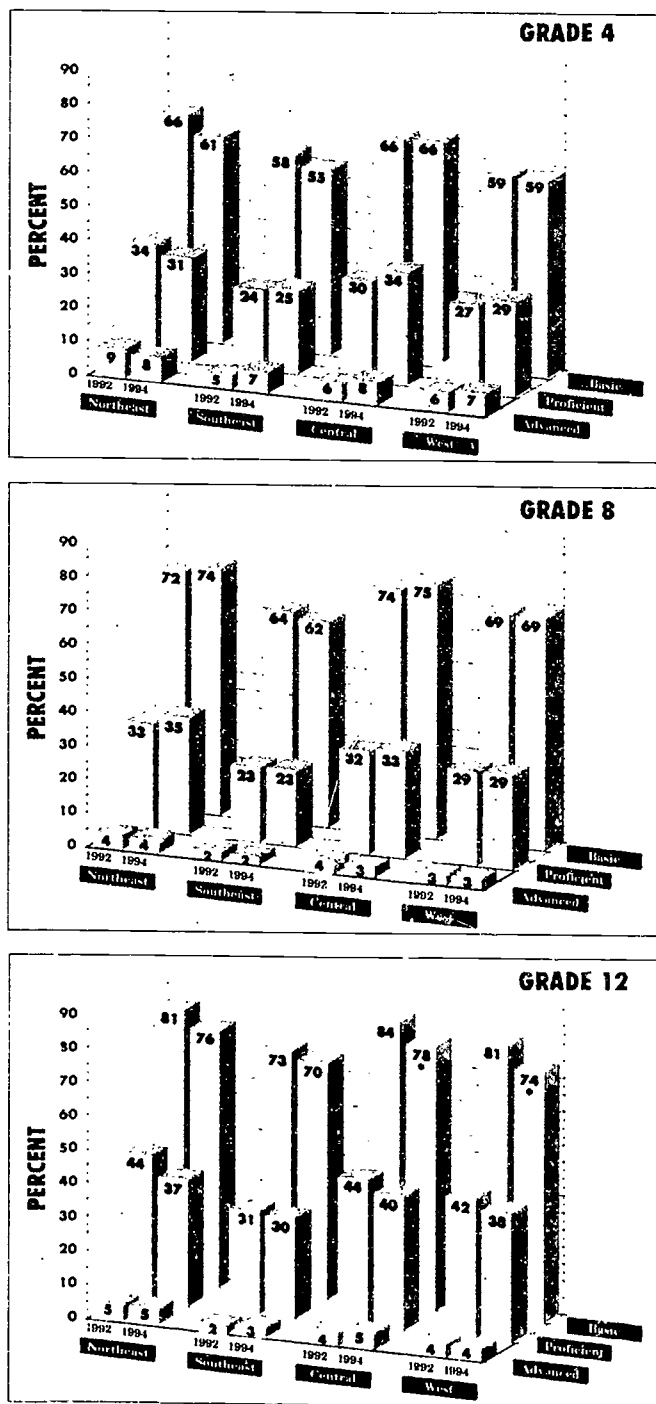 GRADE 4
PERCENT
90
80
70
60
50
40
30
20
10
0
66 61 58 53 66 66 59 59
34 31 24 25 30 34 27 29
9 8 5 7 6 8 6 7
1992 1994 1992 1994 1992 1994 1992 1994
Northeast Southeast Central West
Basic
Proficient
Advanced
GRADE 8
PERCENT
90
80
70
60
50
40
30
20
10
0
72 74 64 62 74 75 69 69
33 35 23 23 32 33 29 29
4 4 2 2 4 3 3 3
1992 1994 1992 1994 1992 1994 1992 1994
Northeast Southeast Central West
Basic
Proficient
Advanced
GRADE 12
PERCENT
90
80
70
60
50
40
30
20
10
0
81 76 73 70 84 78 81 74
44 37 31 30 44 40 42 38
5 5 2 3 4 5 4 4
1992 1994 1992 1994 1992 1994 1992 1994
Northeast Southeast Central West
Basic
Proficient
Advanced